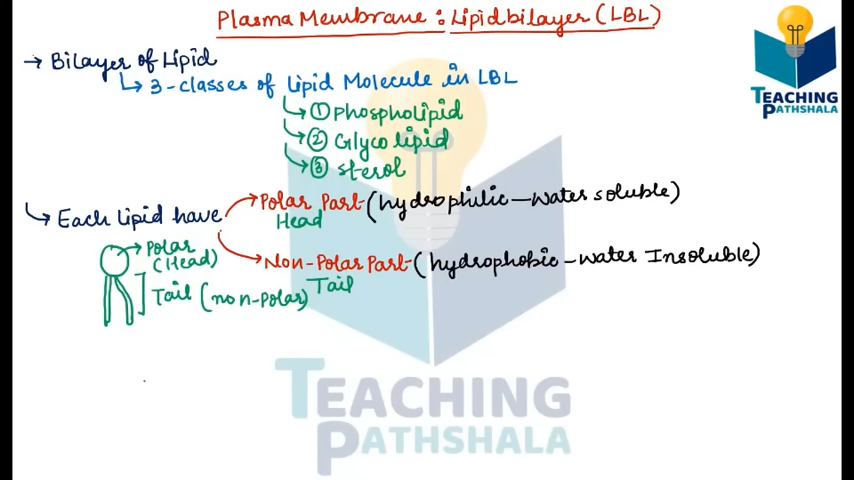 Plasma Membrane : Lipidbilayer (LBL)
→ Bilayer of Lipid
↳ 3-classes of Lipid Molecule in LBL
↳ ① Phospholipid
↳ ② Glyco lipid
↳ ③ sterol
↳ Each Lipid have
Polar Part (hydrophilic – Water soluble)
Head
Non-Polar Part (hydrophobic – Water Insoluble)
Tail
Polar
(Head)
Tail (non-Polar)
TEACHING
PATHSHALA
TEACHING
PATHSHALA